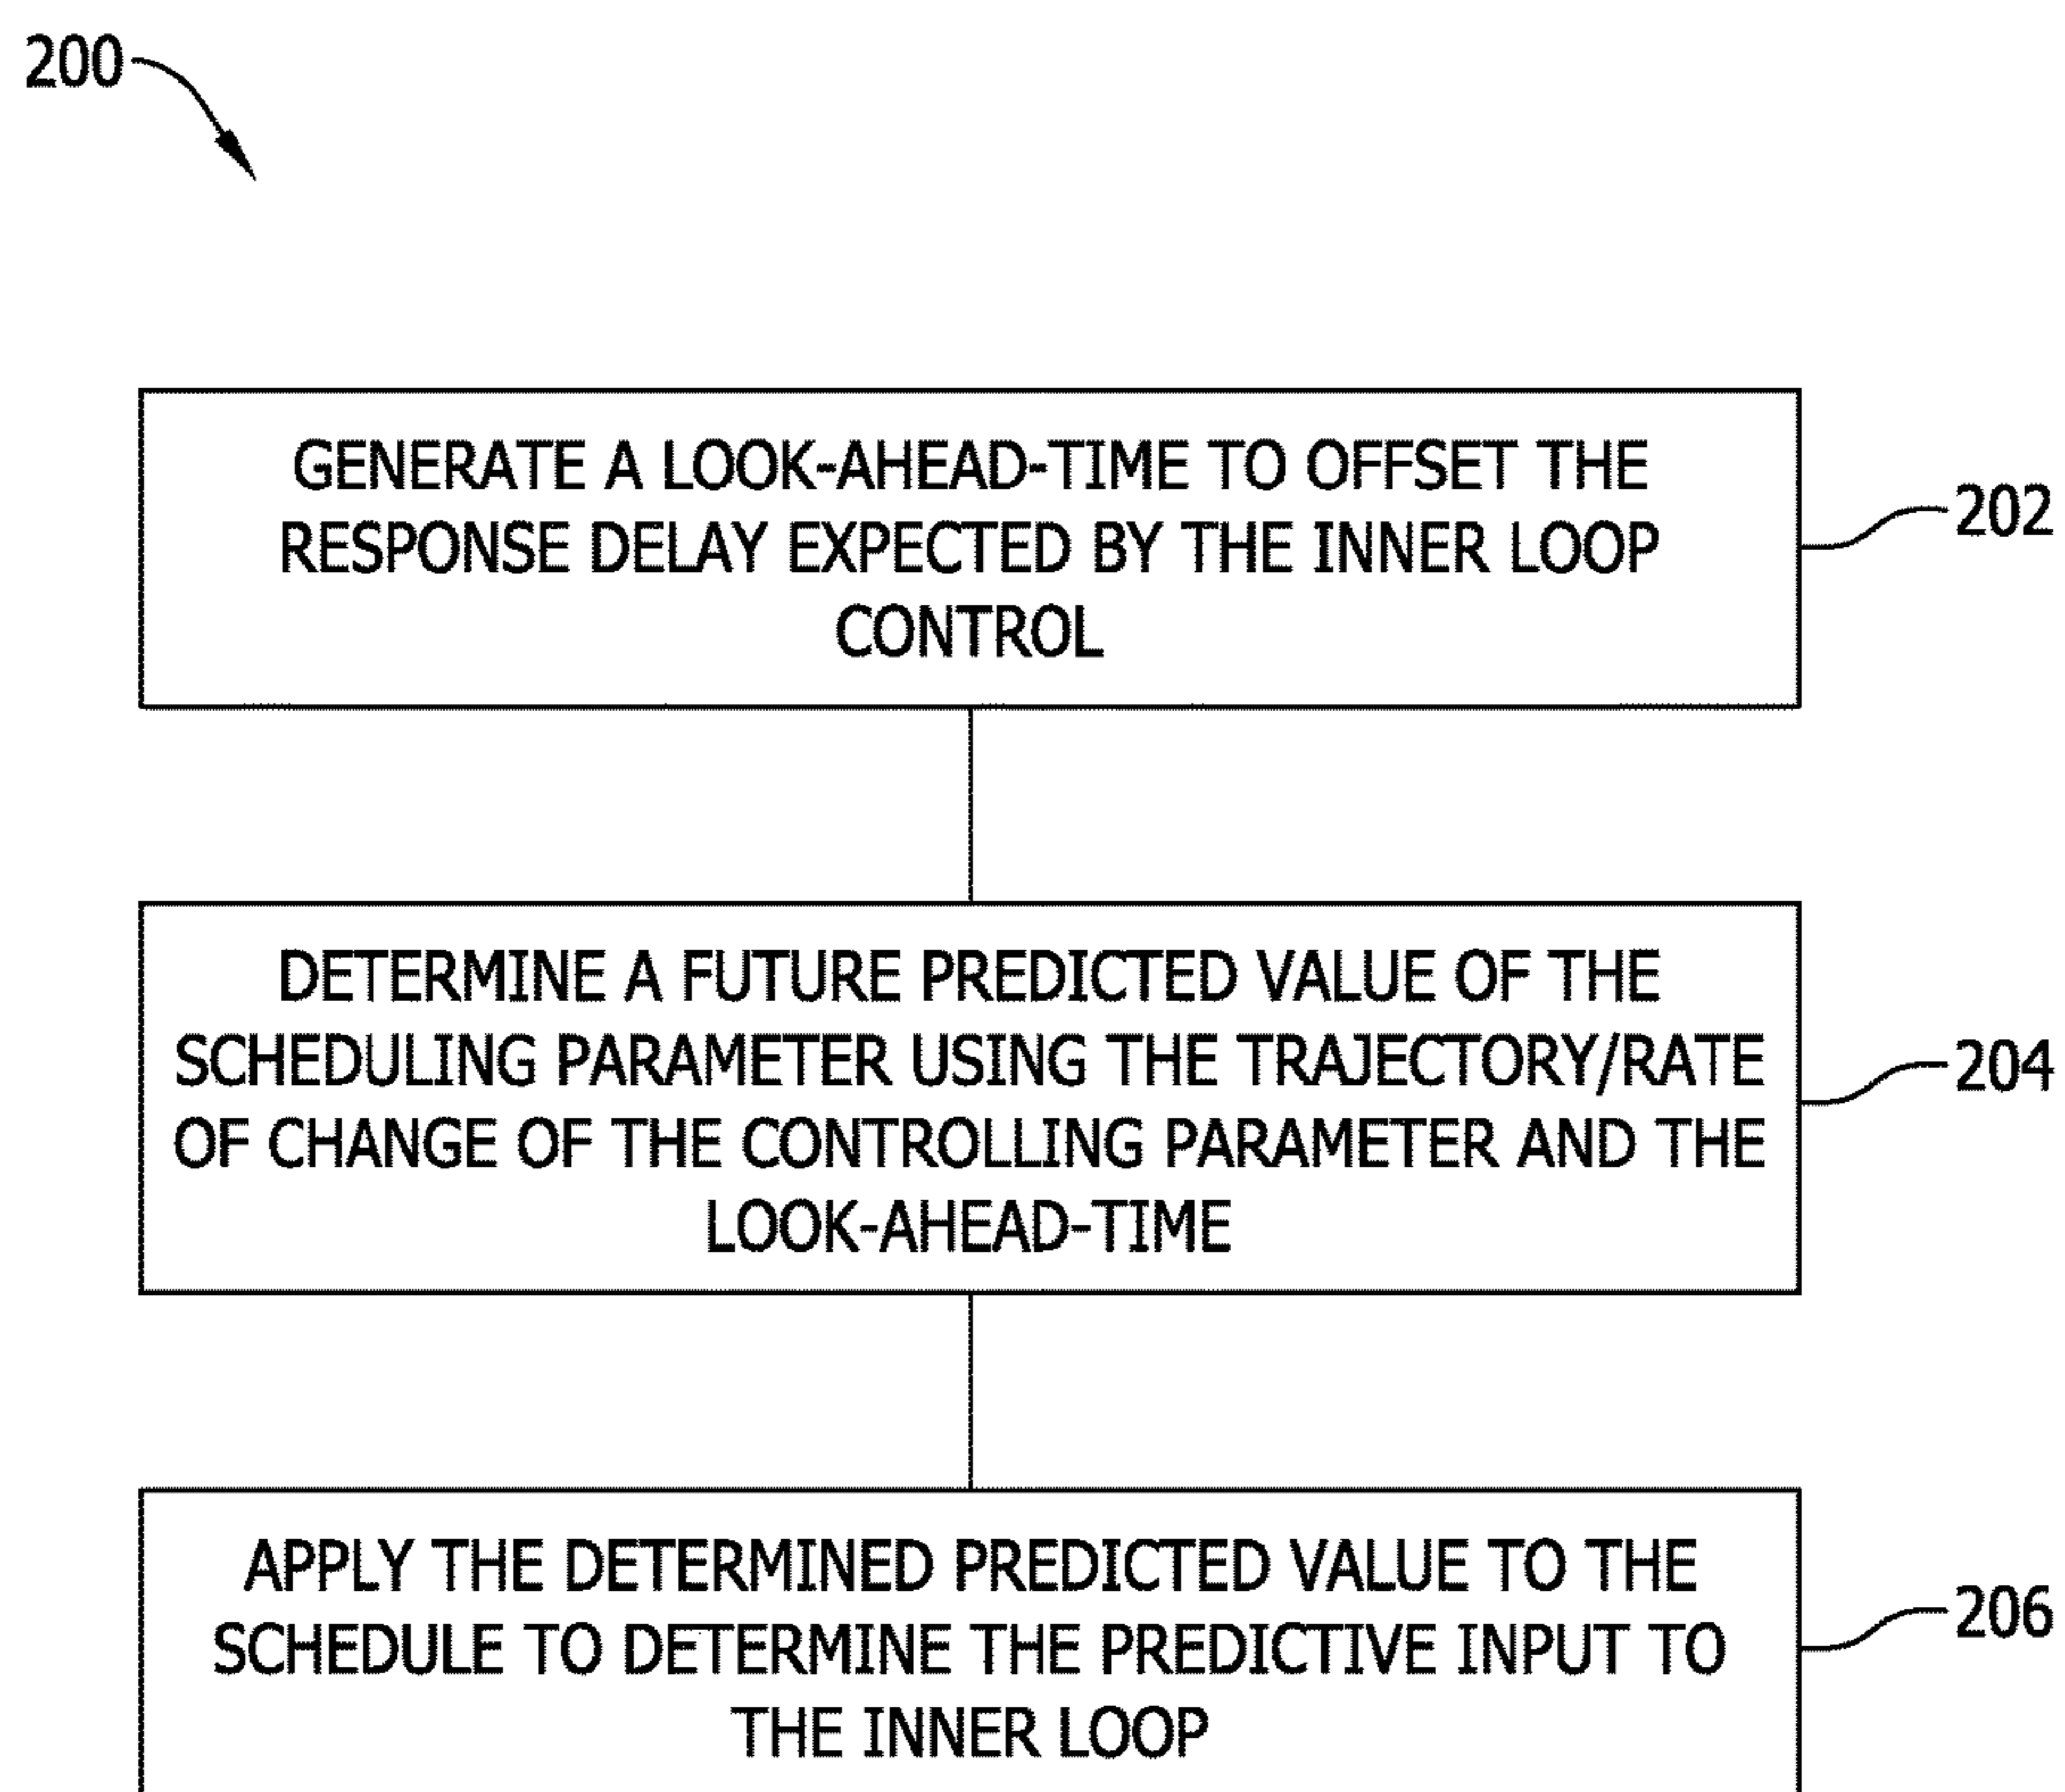 200
GENERATE A LOOK-AHEAD-TIME TO OFFSET THE
RESPONSE DELAY EXPECTED BY THE INNER LOOP
CONTROL
202
DETERMINE A FUTURE PREDICTED VALUE OF THE
SCHEDULING PARAMETER USING THE TRAJECTORY/RATE
OF CHANGE OF THE CONTROLLING PARAMETER AND THE
LOOK-AHEAD-TIME
204
APPLY THE DETERMINED PREDICTED VALUE TO THE
SCHEDULE TO DETERMINE THE PREDICTIVE INPUT TO
THE INNER LOOP
206